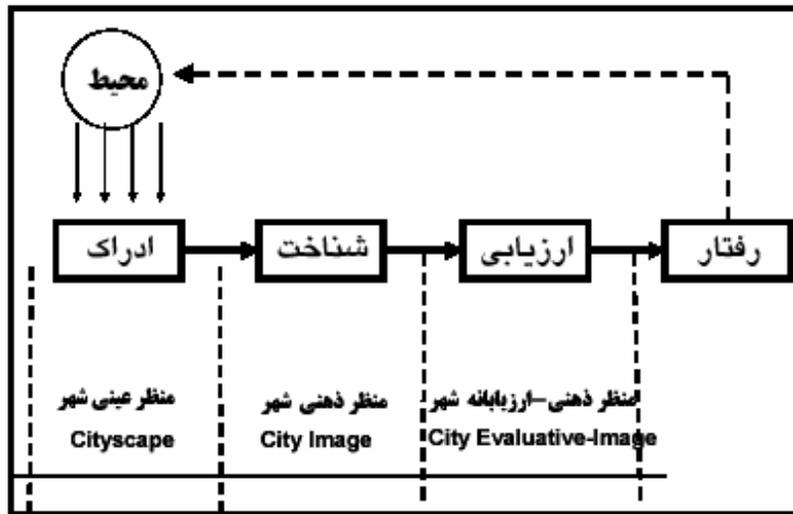 محیط
ادراک
شناخت
ارزیابی
رفتار
منظر عینی شهر
Cityscape
منظر ذهنی شهر
City Image
منظر ذهنی-ارزیابانه شهر
City Evaluative-Image